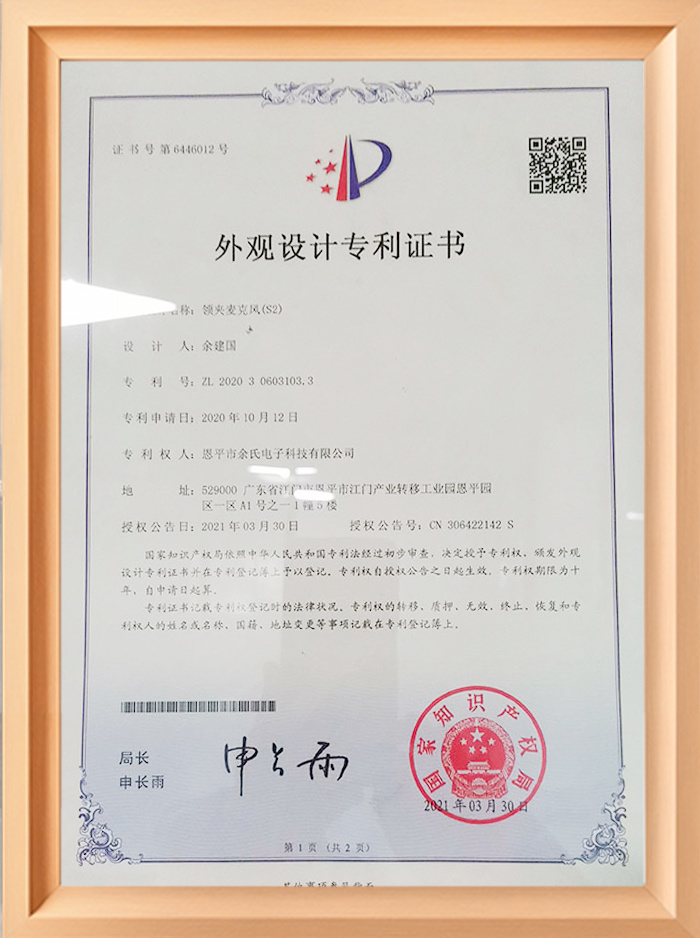 证书号第6446012号
外观设计专利证书
名称：领夹麦克风(S2)
设计人：余建国
专利号：ZL 2020 3 0603103.3
专利申请日：2020年10月12日
专利权人：恩平市余氏电子科技有限公司
地址：529000 广东省江门市恩平市江门产业转移工业园恩平园
区一区A1号之一1幢5楼
授权公告日：2021年03月30日 授权公告号：CN 306422142 S
国家知识产权局依照中华人民共和国专利法经过初步审查，决定授予专利权，颁发外观
设计专利证书并在专利登记簿上予以登记。专利权自授权公告之日起生效。专利权期限为十
年，自申请日起算。
专利证书记载专利权登记时的法律状况。专利权的转移、质押、无效、终止、恢复和专
利权人的姓名或名称、国籍、地址变更等事项记载在专利登记簿上。
局长
申长雨
申长雨
国家知识产权局
2021年03月30日
第1页（共2页）